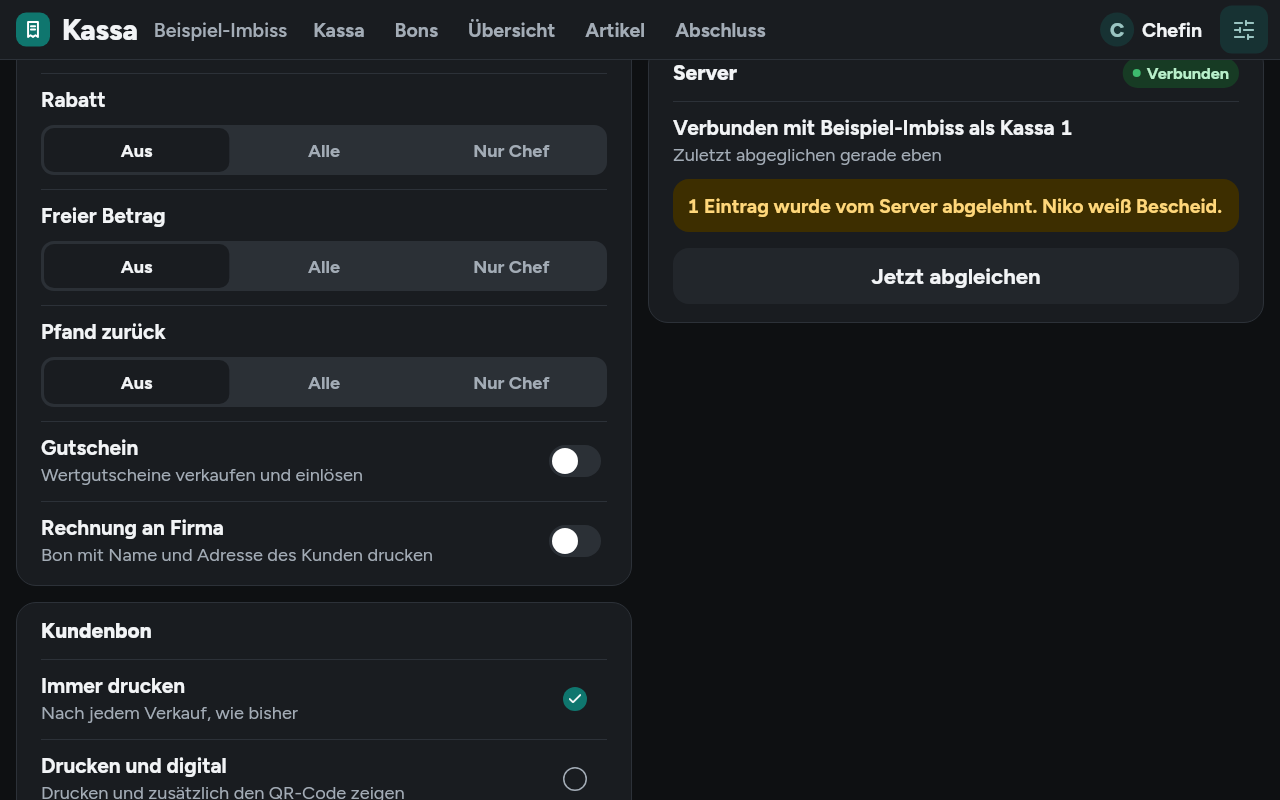 Kassa Beispiel-Imbiss Kassa Bons Übersicht Artikel Abschluss C Chefin
Rabatt
Aus Alle Nur Chef
Freier Betrag
Aus Alle Nur Chef
Pfand zurück
Aus Alle Nur Chef
Gutschein
Wertgutscheine verkaufen und einlösen
Rechnung an Firma
Bon mit Name und Adresse des Kunden drucken
Kundenbon
Immer drucken
Nach jedem Verkauf, wie bisher
Drucken und digital
Drucken und zusätzlich den QR-Code zeigen
Server Verbunden
Verbunden mit Beispiel-Imbiss als Kassa 1
Zuletzt abgeglichen gerade eben
1 Eintrag wurde vom Server abgelehnt. Niko weiß Bescheid.
Jetzt abgleichen